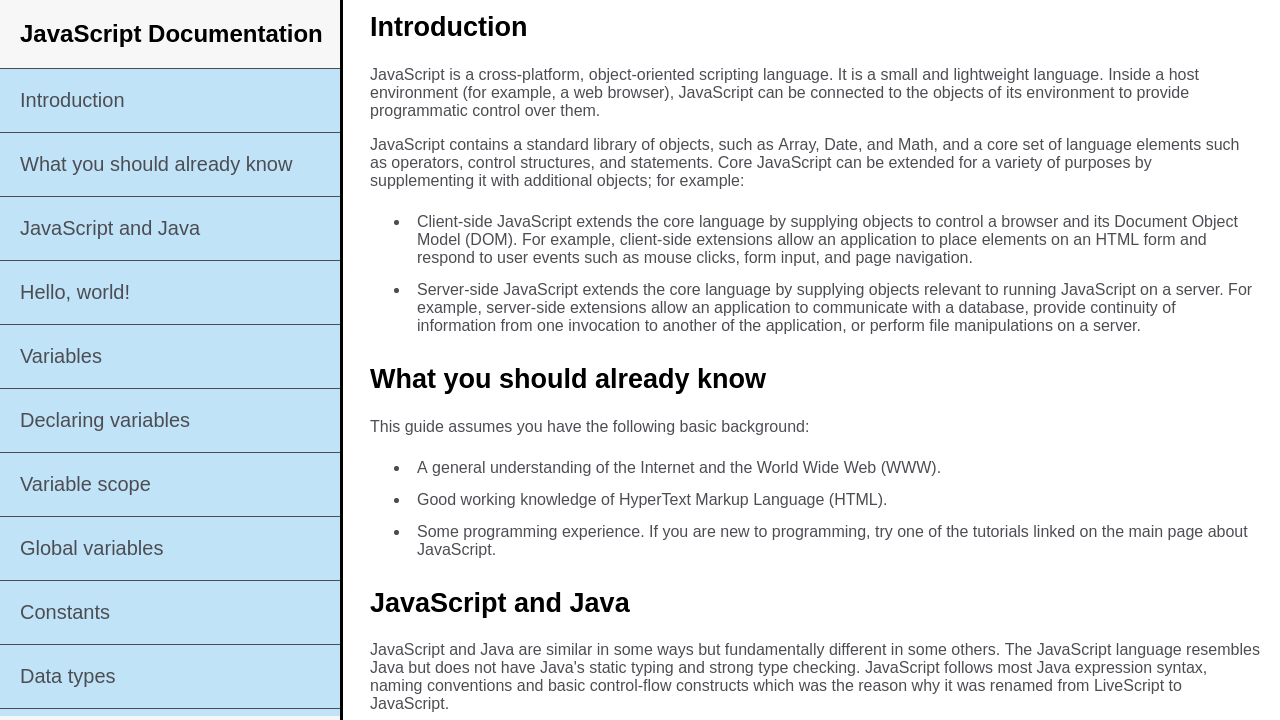 JavaScript Documentation
Introduction
What you should already know
JavaScript and Java
Hello, world!
Variables
Declaring variables
Variable scope
Global variables
Constants
Data types
Introduction
JavaScript is a cross-platform, object-oriented scripting language. It is a small and lightweight language. Inside a host
environment (for example, a web browser), JavaScript can be connected to the objects of its environment to provide
programmatic control over them.
JavaScript contains a standard library of objects, such as Array, Date, and Math, and a core set of language elements such
as operators, control structures, and statements. Core JavaScript can be extended for a variety of purposes by
supplementing it with additional objects; for example:
Client-side JavaScript extends the core language by supplying objects to control a browser and its Document Object
Model (DOM). For example, client-side extensions allow an application to place elements on an HTML form and
respond to user events such as mouse clicks, form input, and page navigation.
Server-side JavaScript extends the core language by supplying objects relevant to running JavaScript on a server. For
example, server-side extensions allow an application to communicate with a database, provide continuity of
information from one invocation to another of the application, or perform file manipulations on a server.
What you should already know
This guide assumes you have the following basic background:
A general understanding of the Internet and the World Wide Web (WWW).
Good working knowledge of HyperText Markup Language (HTML).
Some programming experience. If you are new to programming, try one of the tutorials linked on the main page about
JavaScript.
JavaScript and Java
JavaScript and Java are similar in some ways but fundamentally different in some others. The JavaScript language resembles
Java but does not have Java's static typing and strong type checking. JavaScript follows most Java expression syntax,
naming conventions and basic control-flow constructs which was the reason why it was renamed from LiveScript to
JavaScript.